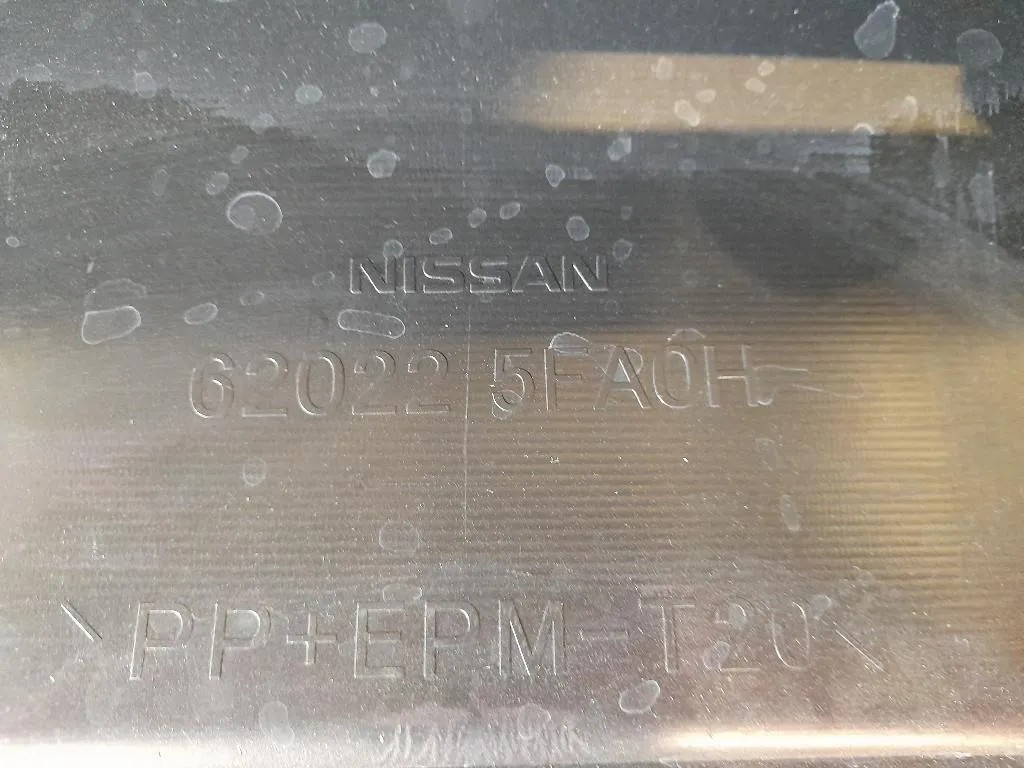 NISSAN
62022 5FA0H
>PP+EPM-T20<